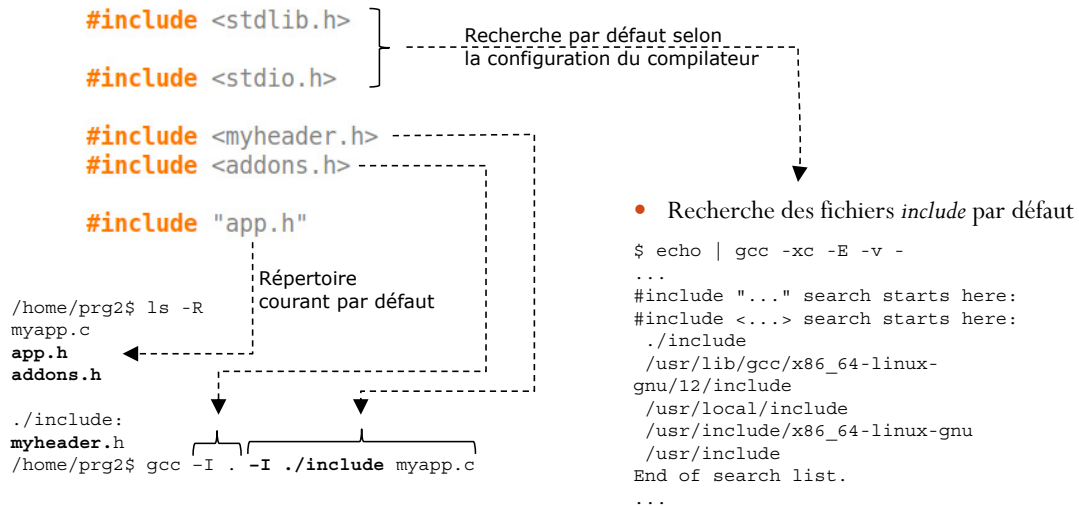 #include <stdlib.h>
#include <stdio.h>
Recherche par défaut selon
la configuration du compilateur
#include <myheader.h>
#include <addons.h>
#include "app.h"
Répertoire
courant par défaut
/home/prg2$ ls -R
myapp.c
app.h
addons.h
./include:
myheader.h
/home/prg2$ gcc -I . -I ./include myapp.c
• Recherche des fichiers include par défaut
$ echo | gcc -xc -E -v -
...
#include "..." search starts here:
#include <...> search starts here:
./include
/usr/lib/gcc/x86_64-linux-
gnu/12/include
/usr/local/include
/usr/include/x86_64-linux-gnu
/usr/include
End of search list.
...